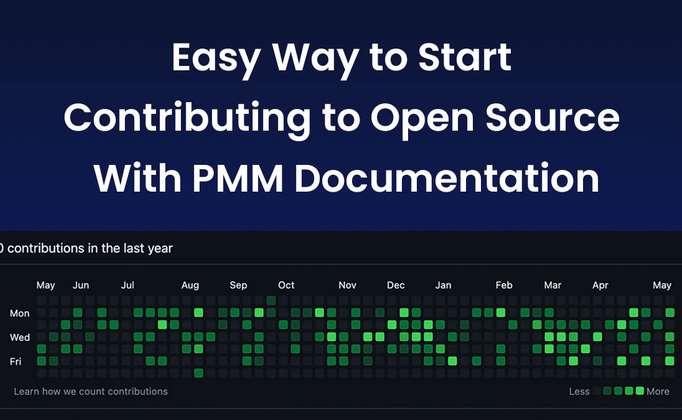 Easy Way to Start
Contributing to Open Source
With PMM Documentation
0 contributions in the last year
May Jun Jul Aug Sep Oct Nov Dec Jan Feb Mar Apr May
Mon
Wed
Fri
Learn how we count contributions Less More